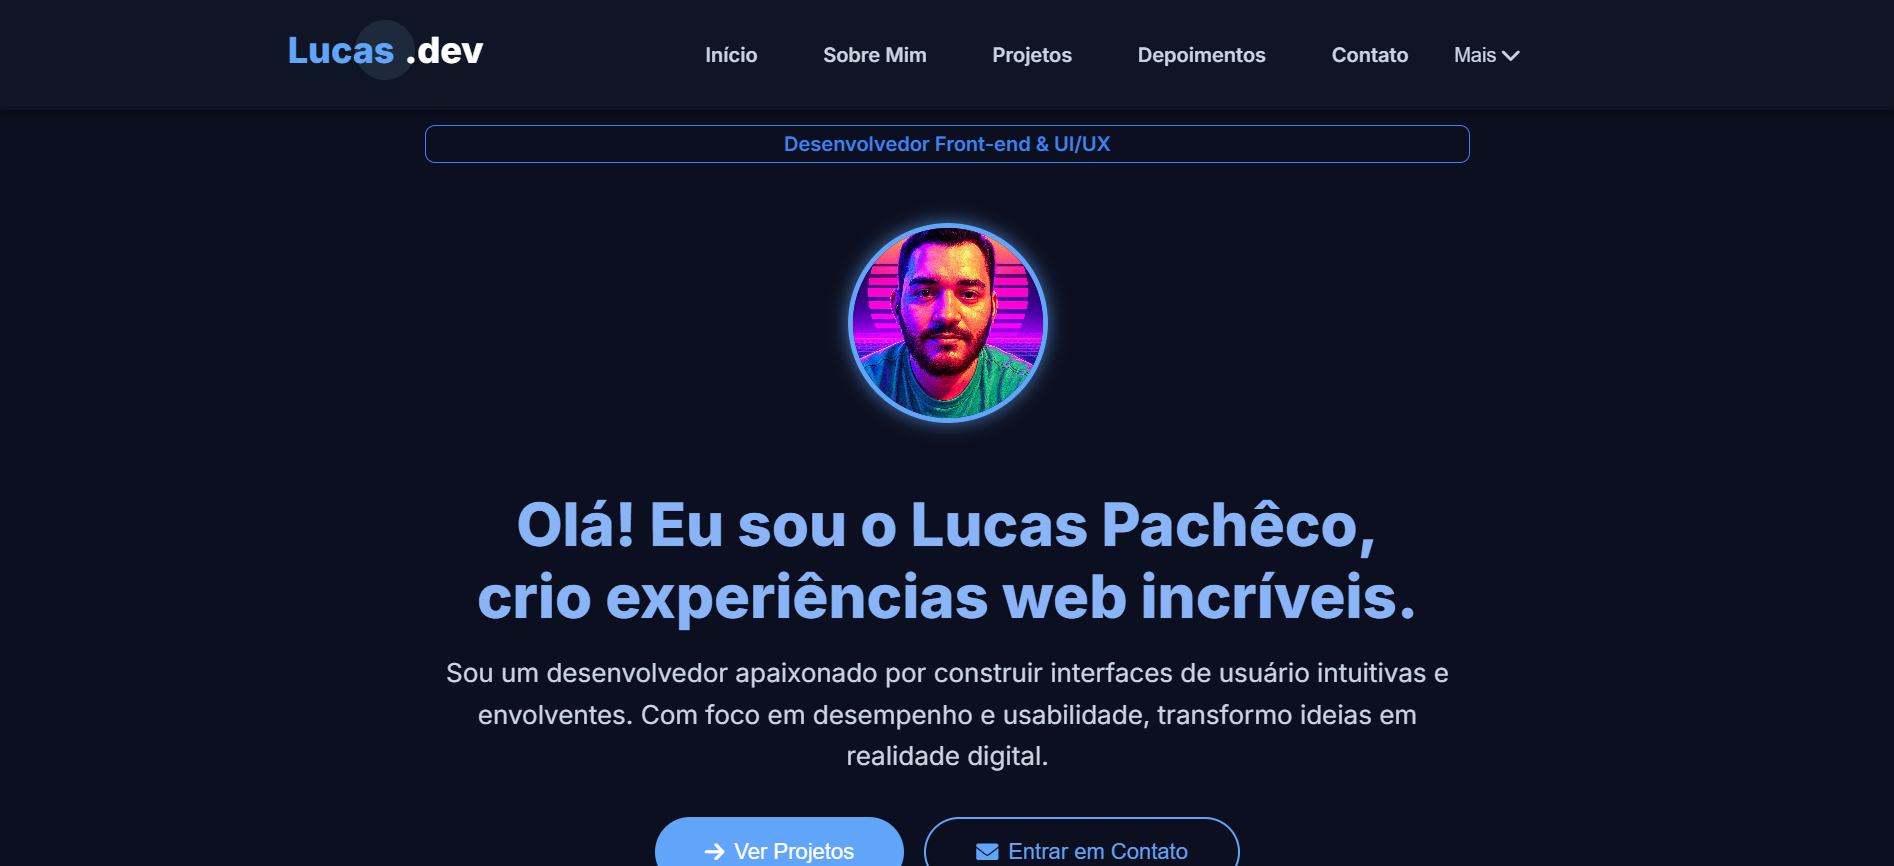 Lucas .dev
Início
Sobre Mim
Projetos
Depoimentos
Contato
Mais
Desenvolvedor Front-end & UI/UX
Olá! Eu sou o Lucas Pachêco,
crio experiências web incríveis.
Sou um desenvolvedor apaixonado por construir interfaces de usuário intuitivas e
envolventes. Com foco em desempenho e usabilidade, transformo ideias em
realidade digital.
Ver Projetos
Entrar em Contato